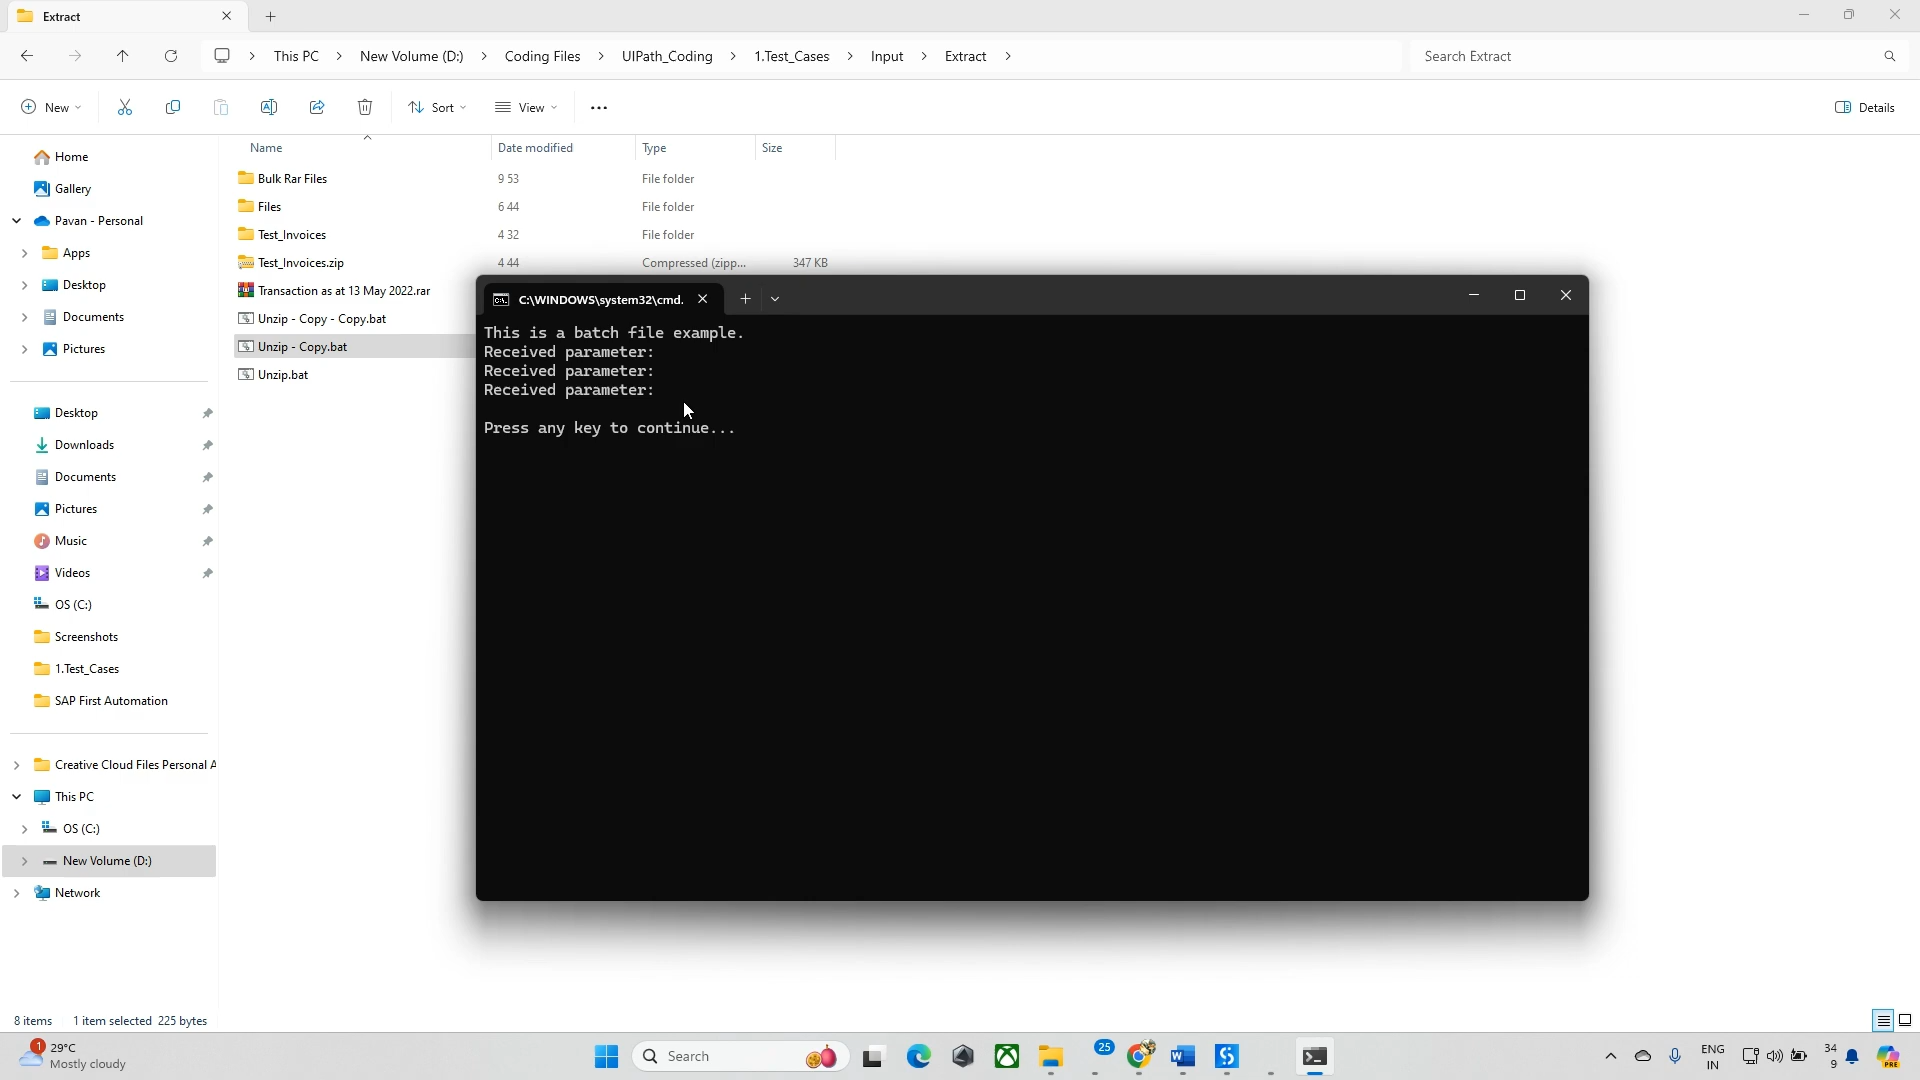 Extract
This PC > New Volume (D:) > Coding Files > UIPath_Coding > 1.Test_Cases > Input > Extract >
Search Extract
New
Sort
View
Details
Name Date modified Type Size
Home
Gallery
Pavan - Personal
Apps
Desktop
Documents
Pictures
Desktop
Downloads
Documents
Pictures
Music
Videos
OS (C:)
Screenshots
1.Test_Cases
SAP First Automation
Creative Cloud Files Personal A
This PC
OS (C:)
New Volume (D:)
Network
Bulk Rar Files 9 53 File folder
Files 6 44 File folder
Test_Invoices 4 32 File folder
Test_Invoices.zip 4 44 Compressed (zipp... 347 KB
Transaction as at 13 May 2022.rar
Unzip - Copy - Copy.bat
Unzip - Copy.bat
Unzip.bat
C:\WINDOWS\system32\cmd.
This is a batch file example.
Received parameter:
Received parameter:
Received parameter:
Press any key to continue...
8 items 1 item selected 225 bytes
1
29°C
Mostly cloudy
Search
25
ENG
IN
34
9
PRE